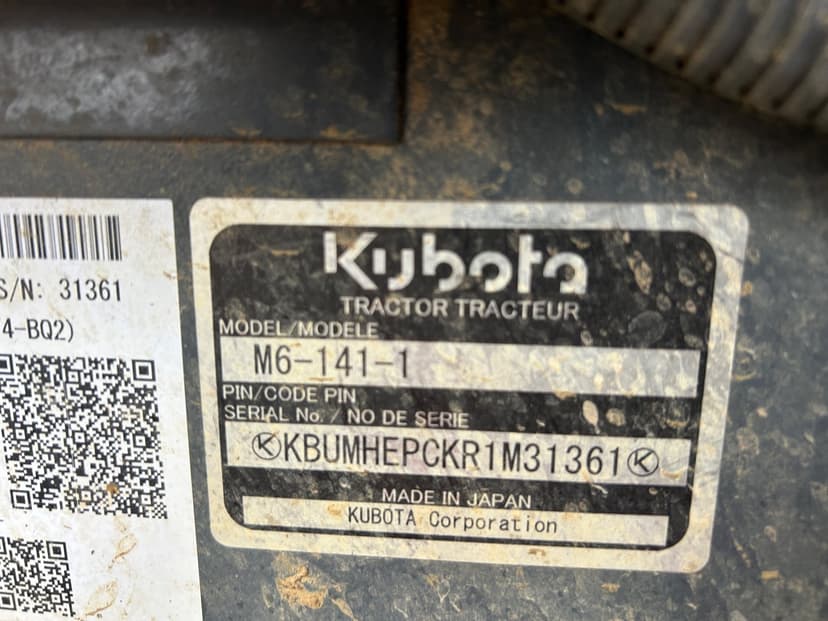 S/N: 31361
4-BQ2)
Kubota
TRACTOR TRACTEUR
MODEL/MODELE
M6-141-1
PIN/CODE PIN
SERIAL No. / NO DE SERIE
KBUMHEPCKR1M31361
MADE IN JAPAN
KUBOTA Corporation